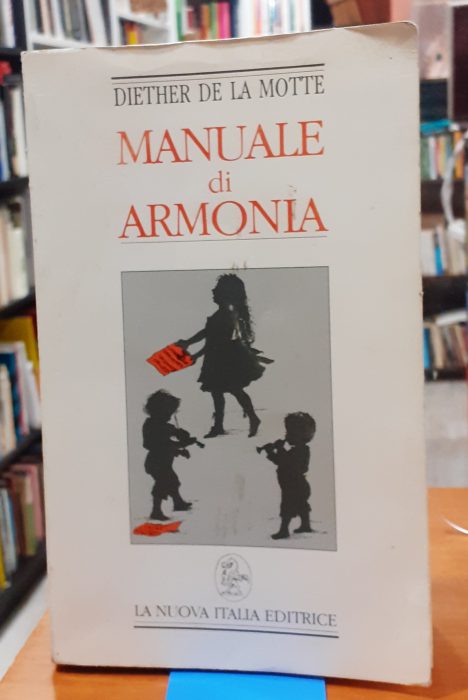 DIETHER DE LA MOTTE
MANUALE
di
ARMONIA
LA NUOVA ITALIA EDITRICE